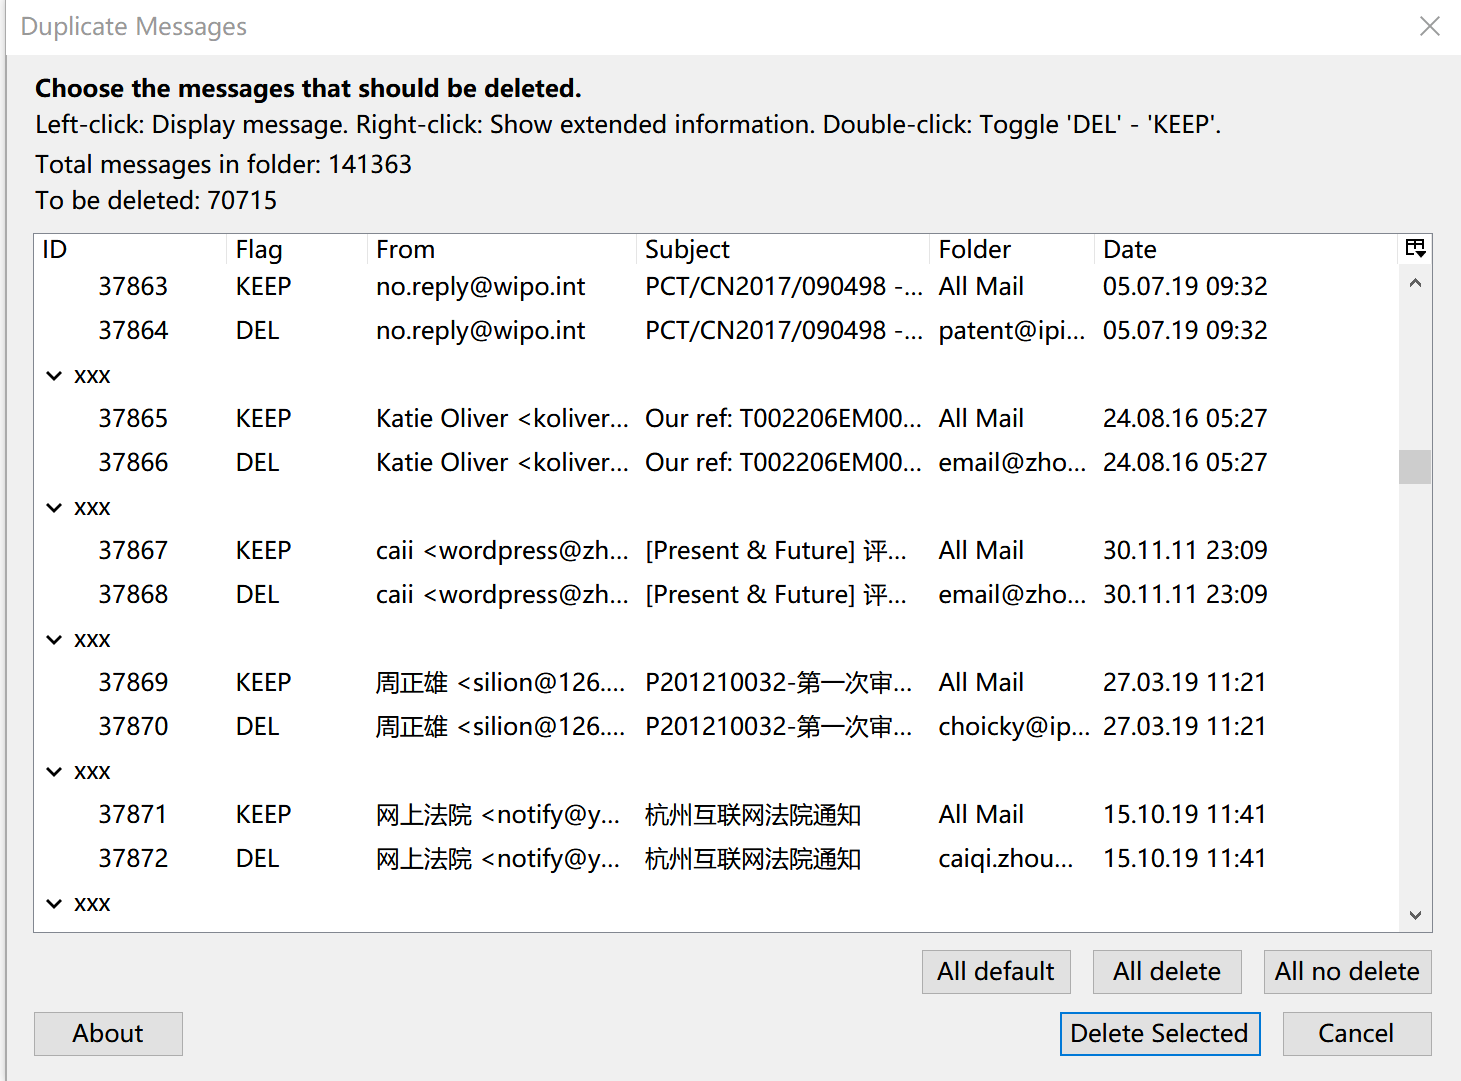 Duplicate Messages
Choose the messages that should be deleted.
Left-click: Display message. Right-click: Show extended information. Double-click: Toggle 'DEL' - 'KEEP'.
Total messages in folder: 141363
To be deleted: 70715
ID Flag From Subject Folder Date
37863 KEEP no.reply@wipo.int PCT/CN2017/090498 -... All Mail 05.07.19 09:32
37864 DEL no.reply@wipo.int PCT/CN2017/090498 -... patent@ipi... 05.07.19 09:32
xxx
37865 KEEP Katie Oliver <koliver... Our ref: T002206EM00... All Mail 24.08.16 05:27
37866 DEL Katie Oliver <koliver... Our ref: T002206EM00... email@zho... 24.08.16 05:27
xxx
37867 KEEP caii <wordpress@zh... [Present & Future] 评... All Mail 30.11.11 23:09
37868 DEL caii <wordpress@zh... [Present & Future] 评... email@zho... 30.11.11 23:09
xxx
37869 KEEP 周正雄 <silion@126.... P201210032-第一次审... All Mail 27.03.19 11:21
37870 DEL 周正雄 <silion@126.... P201210032-第一次审... choicky@ip... 27.03.19 11:21
xxx
37871 KEEP 网上法院 <notify@y... 杭州互联网法院通知 All Mail 15.10.19 11:41
37872 DEL 网上法院 <notify@y... 杭州互联网法院通知 caiqi.zhou... 15.10.19 11:41
xxx
All default All delete All no delete
About Delete Selected Cancel